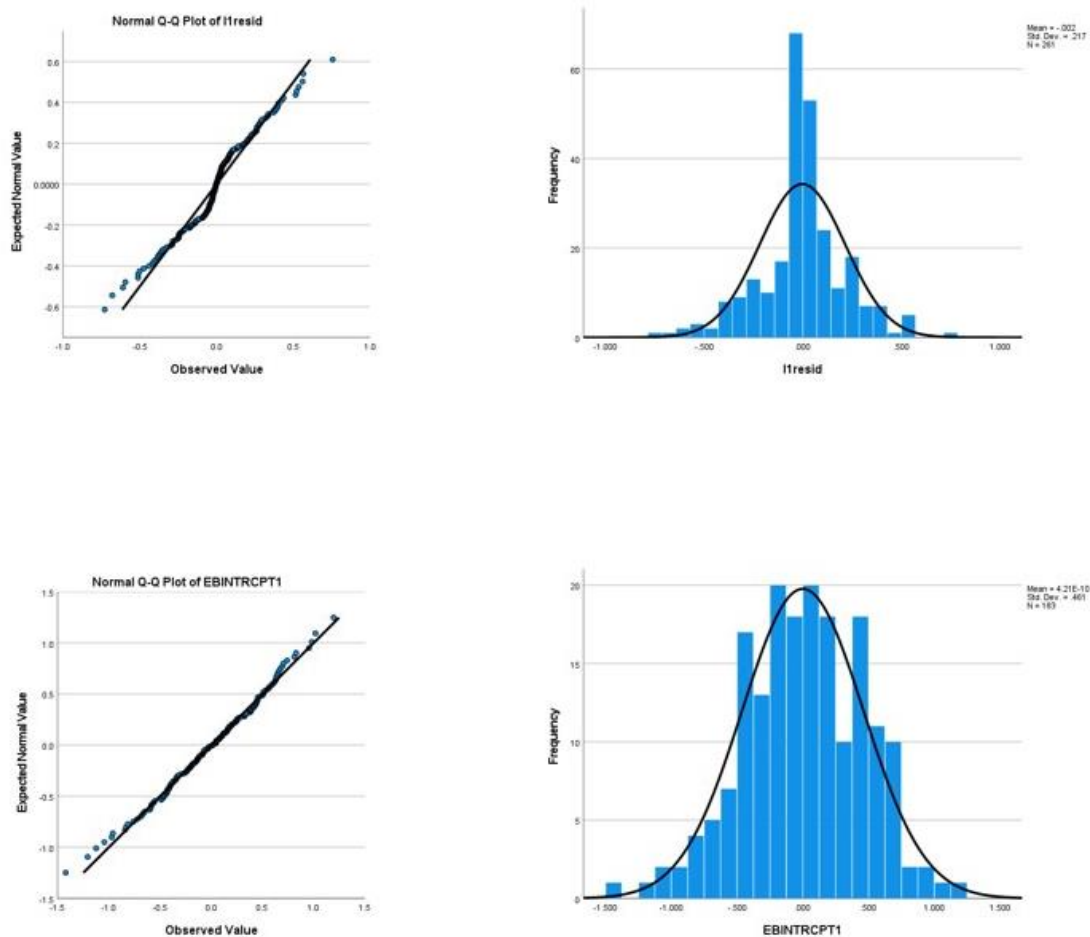 Normal Q-Q Plot of l1resid
Expected Normal Value
0.6
0.4
0.2
0.0000
-0.2
-0.4
-0.6
-1.0 -0.5 0.0 0.5 1.0
Observed Value
Mean = -.002
Std. Dev. = .217
N = 261
Frequency
60
40
20
0
-1.000 -.500 .000 .500 1.000
l1resid
Normal Q-Q Plot of EBINTRCPT1
Expected Normal Value
1.5
1.0
0.5
0.0
-0.5
-1.0
-1.5
-1.5 -1.0 -0.5 0.0 0.5 1.0 1.5
Observed Value
Mean = 4.21E-10
Std. Dev. = .461
N = 183
Frequency
20
15
10
5
0
-1.500 -1.000 -.500 .000 .500 1.000 1.500
EBINTRCPT1